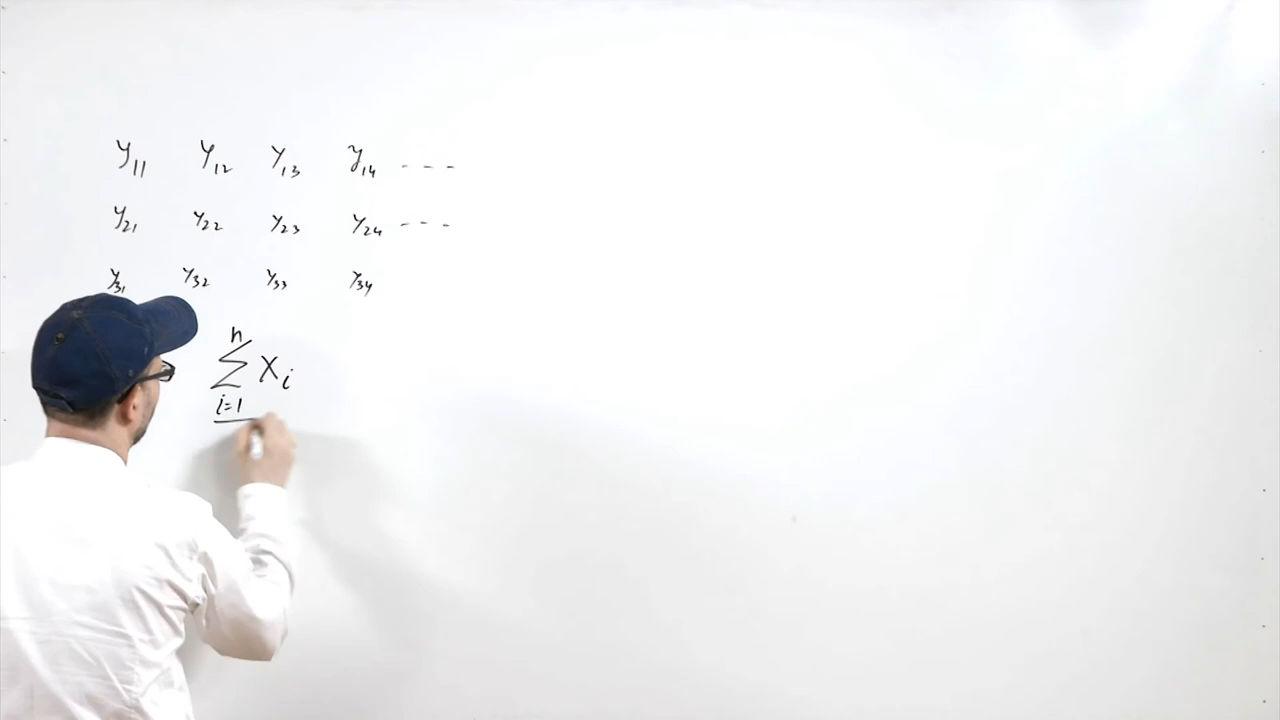 y₁₁ y₁₂ y₁₃ y₁₄ ---
y₂₁ y₂₂ y₂₃ y₂₄ ---
y₃₁ y₃₂ y₃₃ y₃₄
n
∑ xᵢ
i=1